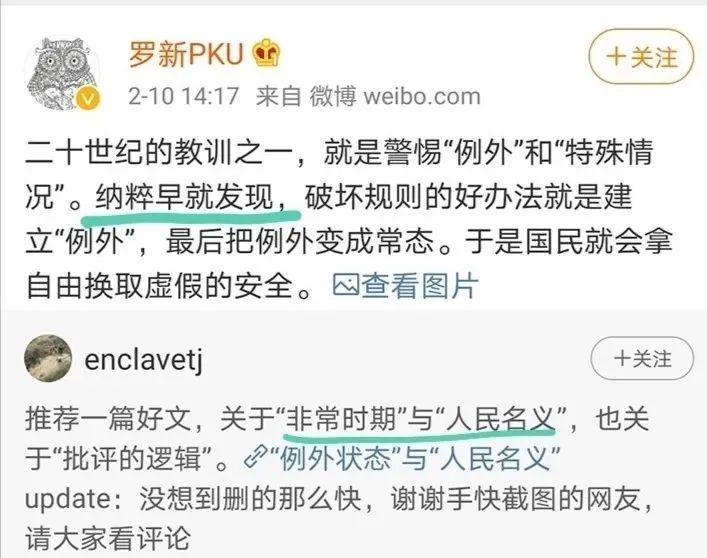 罗新PKU
+关注
2-10 14:17 来自 微博 weibo.com
二十世纪的教训之一，就是警惕“例外”和“特殊情
况”。纳粹早就发现，破坏规则的好办法就是建
立“例外”，最后把例外变成常态。于是国民就会拿
自由换取虚假的安全。查看图片
enclavetj
+关注
推荐一篇好文，关于“非常时期”与“人民名义”，也关
于“批评的逻辑”。“例外状态”与“人民名义”
update：没想到删的那么快，谢谢手快截图的网友，
请大家看评论